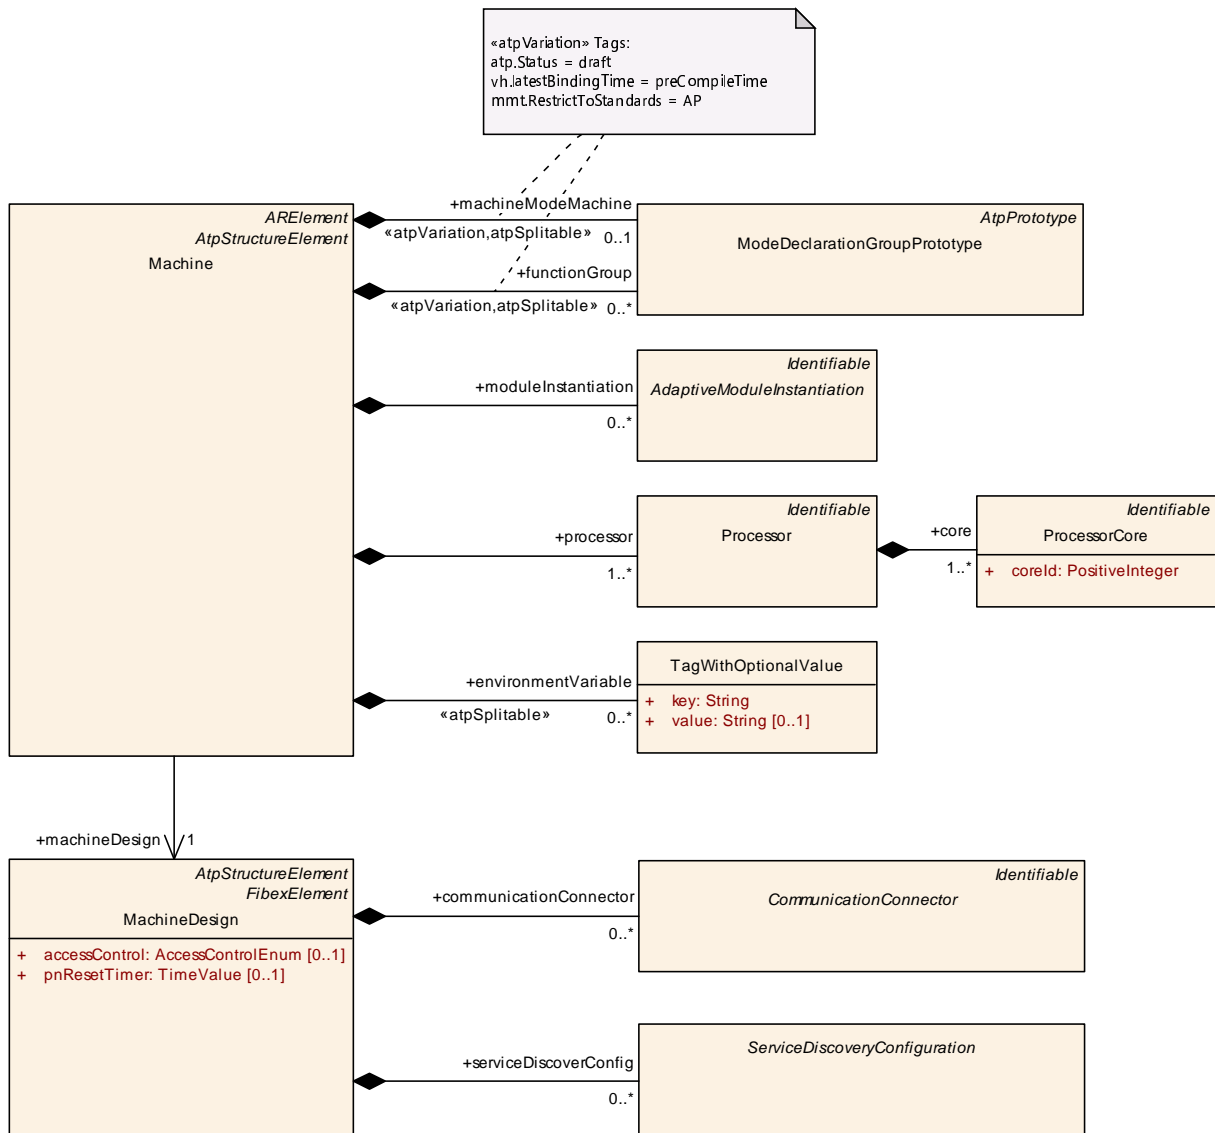 «atpVariation» Tags:
atp.Status = draft
vh.latestBindingTime = preCompileTime
mmt.RestrictToStandards = AP
ARElement
AtpStructureElement
Machine
+machineModeMachine
«atpVariation,atpSplitable»
0..1
AtpPrototype
ModeDeclarationGroupPrototype
+functionGroup
«atpVariation,atpSplitable»
0..*
+moduleInstantiation
0..*
Identifiable
AdaptiveModuleInstantiation
+processor
1..*
Identifiable
Processor
+core
1..*
Identifiable
ProcessorCore
+ coreId: PositiveInteger
+environmentVariable
«atpSplitable»
0..*
TagWithOptionalValue
+ key: String
+ value: String [0..1]
+machineDesign
1
AtpStructureElement
FibexElement
MachineDesign
+ accessControl: AccessControlEnum [0..1]
+ pnResetTimer: TimeValue [0..1]
+communicationConnector
0..*
Identifiable
CommunicationConnector
+serviceDiscoverConfig
0..*
ServiceDiscoveryConfiguration